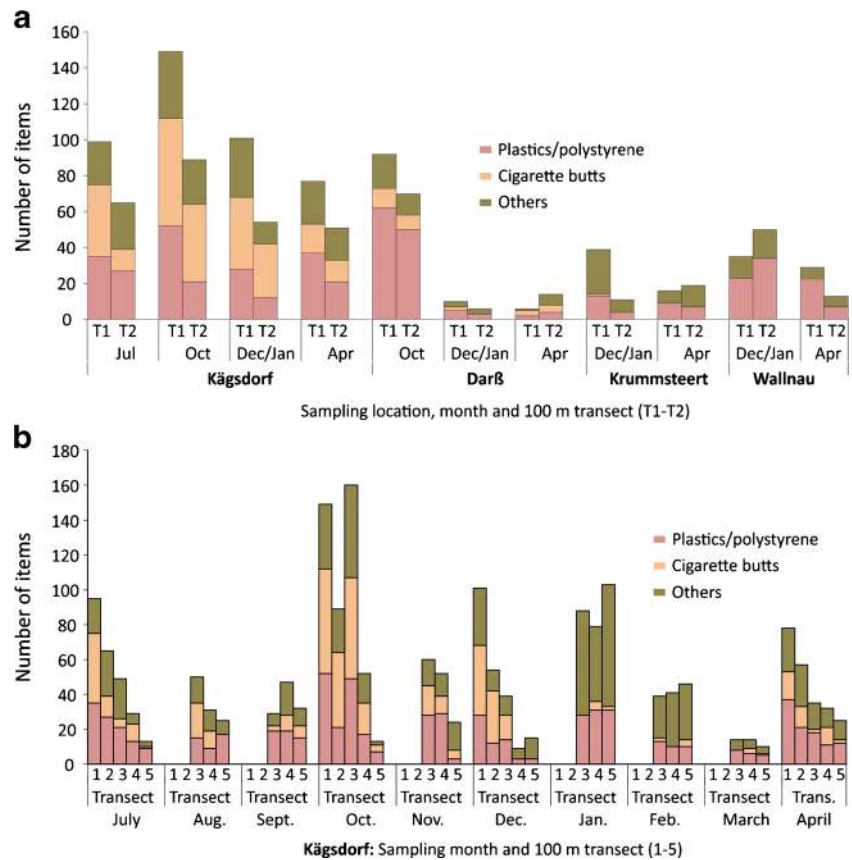 a
160
140
120
100
80
60
40
20
0
Number of items
Plastics/polystyrene
Cigarette butts
Others
T1 T2 T1 T2 T1 T2 T1 T2 T1 T2 T1 T2 T1 T2 T1 T2 T1 T2 T1 T2 T1 T2
Jul Oct Dec/Jan Apr Oct Dec/Jan Apr Dec/Jan Apr Dec/Jan Apr
Kägsdorf Darß Krummsteert Wallnau
Sampling location, month and 100 m transect (T1-T2)
b
180
160
140
120
100
80
60
40
20
0
Number of items
Plastics/polystyrene
Cigarette butts
Others
1 2 3 4 5 1 2 3 4 5 1 2 3 4 5 1 2 3 4 5 1 2 3 4 5 1 2 3 4 5 1 2 3 4 5 1 2 3 4 5 1 2 3 4 5 1 2 3 4 5
Transect Transect Transect Transect Transect Transect Transect Transect Transect Trans.
July Aug. Sept. Oct. Nov. Dec. Jan. Feb. March April
Kägsdorf: Sampling month and 100 m transect (1-5)